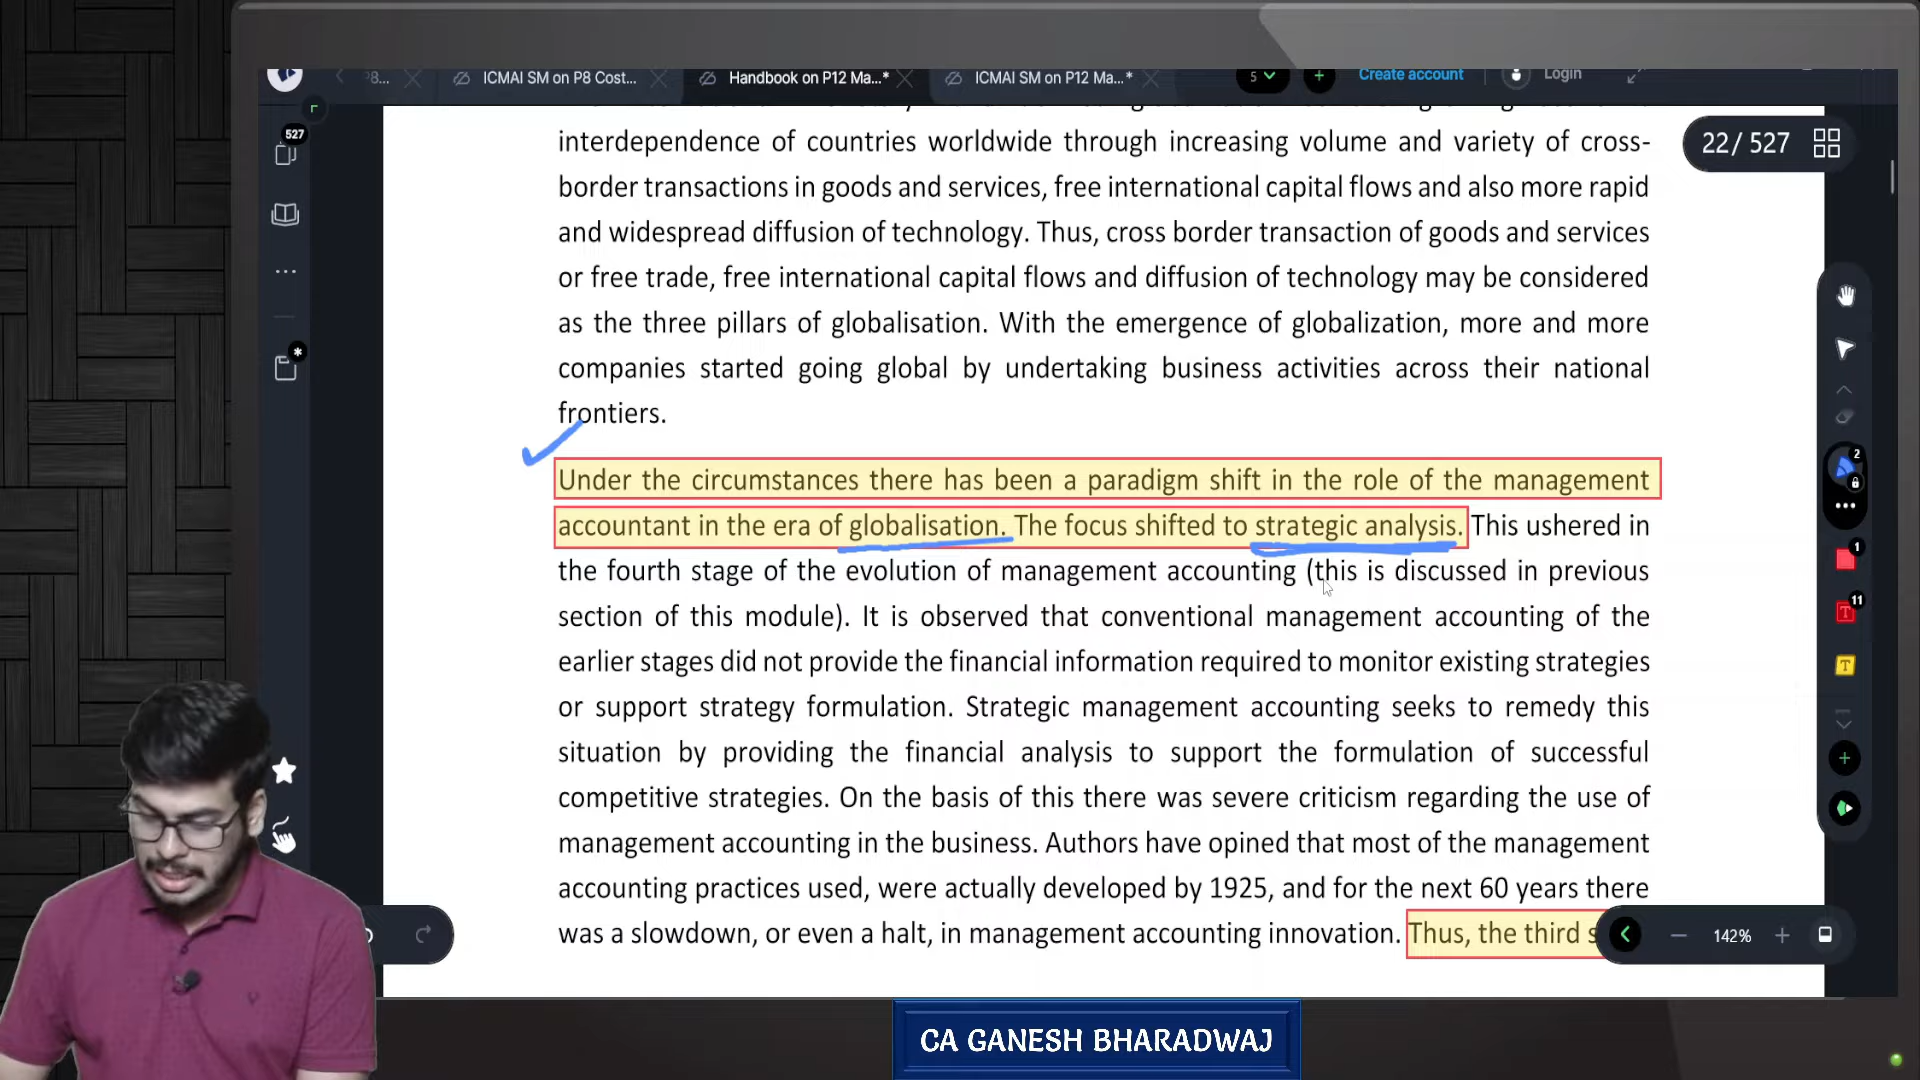 P8...
ICMAI SM on P8 Cost...
Handbook on P12 Ma...*
ICMAI SM on P12 Ma...*
5
Create account
Login
527
22/ 527
interdependence of countries worldwide through increasing volume and variety of cross-
border transactions in goods and services, free international capital flows and also more rapid
and widespread diffusion of technology. Thus, cross border transaction of goods and services
or free trade, free international capital flows and diffusion of technology may be considered
as the three pillars of globalisation. With the emergence of globalization, more and more
companies started going global by undertaking business activities across their national
frontiers.
Under the circumstances there has been a paradigm shift in the role of the management
accountant in the era of globalisation. The focus shifted to strategic analysis. This ushered in
the fourth stage of the evolution of management accounting (this is discussed in previous
section of this module). It is observed that conventional management accounting of the
earlier stages did not provide the financial information required to monitor existing strategies
or support strategy formulation. Strategic management accounting seeks to remedy this
situation by providing the financial analysis to support the formulation of successful
competitive strategies. On the basis of this there was severe criticism regarding the use of
management accounting in the business. Authors have opined that most of the management
accounting practices used, were actually developed by 1925, and for the next 60 years there
was a slowdown, or even a halt, in management accounting innovation. Thus, the third s
2
1
11
T
T
142%
CA GANESH BHARADWAJ